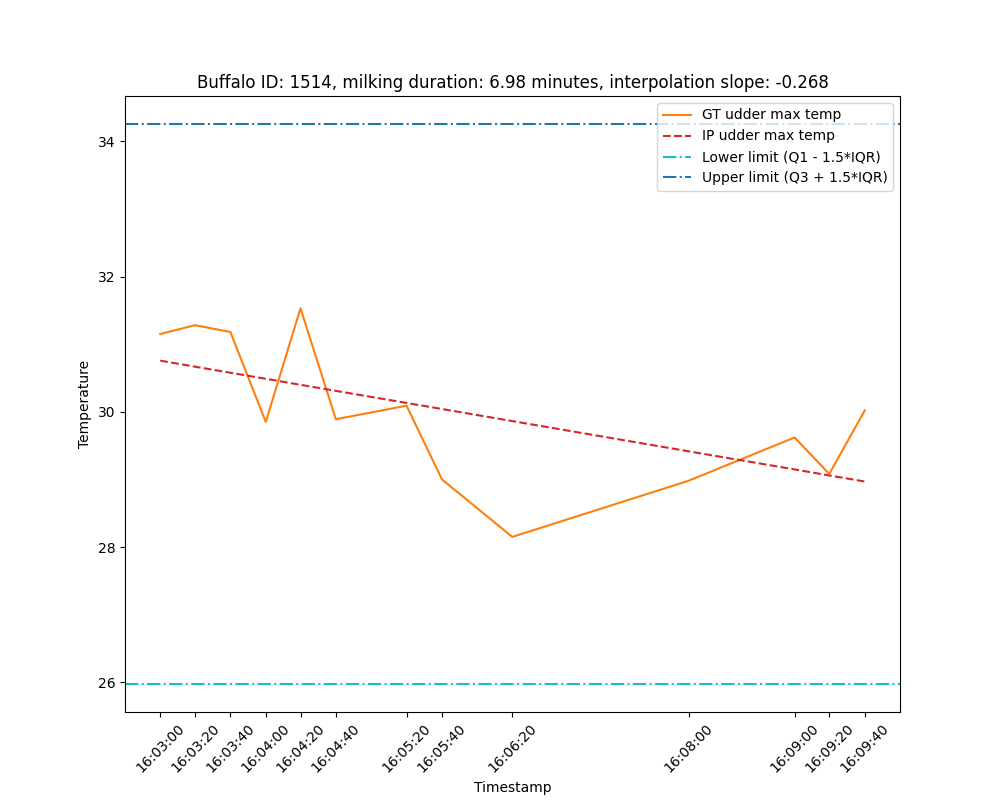 Buffalo ID: 1514, milking duration: 6.98 minutes, interpolation slope: -0.268
GT udder max temp
IP udder max temp
Lower limit (Q1 - 1.5*IQR)
Upper limit (Q3 + 1.5*IQR)
34
32
30
28
26
Temperature
16:03:00
16:03:20
16:03:40
16:04:00
16:04:20
16:04:40
16:05:20
16:05:40
16:06:20
16:08:00
16:09:00
16:09:20
16:09:40
Timestamp